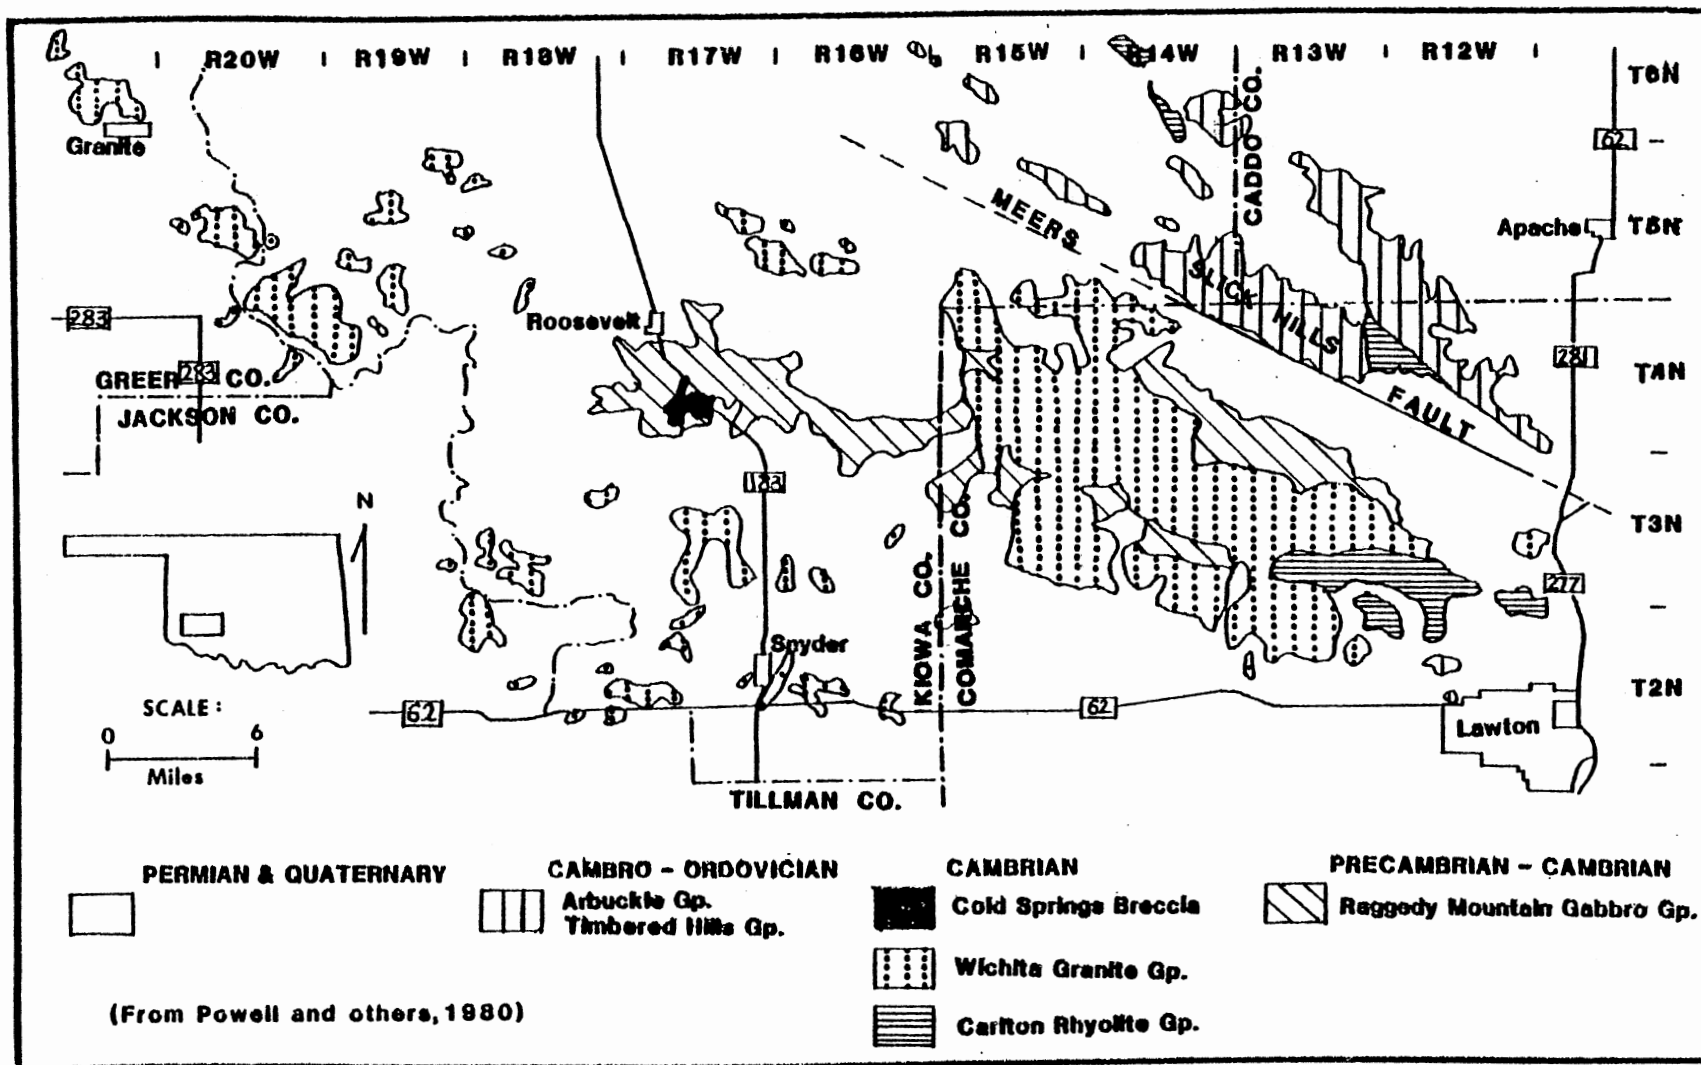 R20W R19W R18W R17W R16W R15W R14W R13W R12W
T6N
62
Granite
CADDO CO.
MEERS
Apache
T5N
SLICK HILLS
283
Roosevelt
281
GREER CO.
283
T4N
JACKSON CO.
FAULT
183
N
T3N
KIOWA CO.
COMANCHE CO.
277
Snyder
T2N
SCALE :
62
62
Lawton
0 6
Miles
TILLMAN CO.
PERMIAN & QUATERNARY
CAMBRO - ORDOVICIAN
Arbuckle Gp.
Timbered Hills Gp.
CAMBRIAN
Cold Springs Breccia
Wichita Granite Gp.
Carlton Rhyolite Gp.
PRECAMBRIAN - CAMBRIAN
Raggedy Mountain Gabbro Gp.
(From Powell and others, 1980)